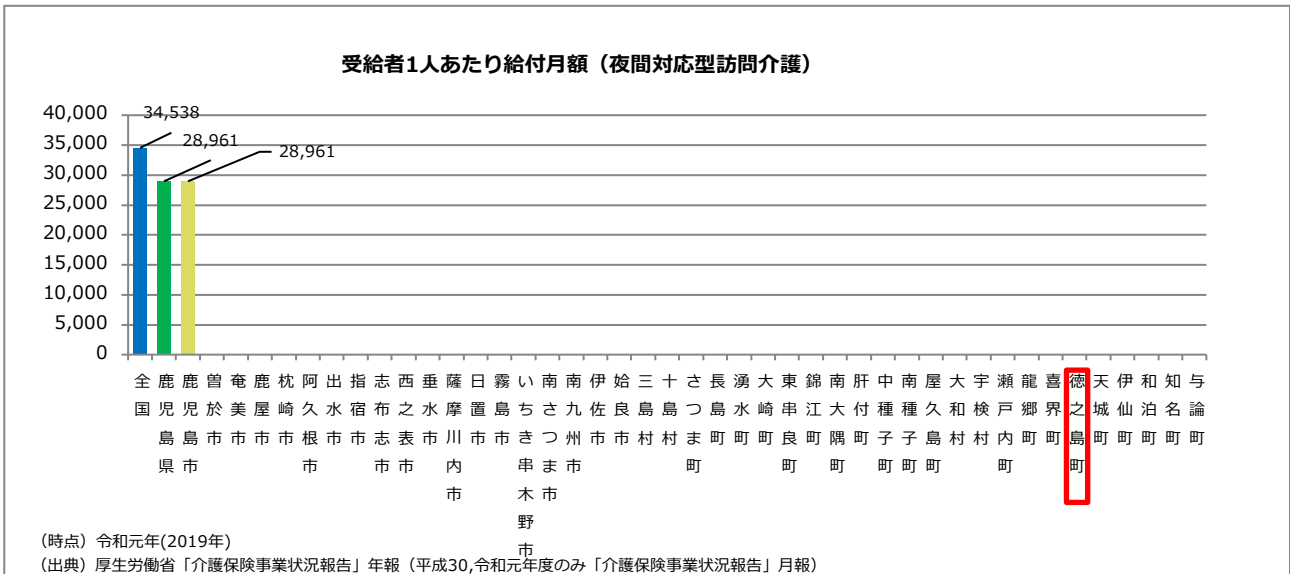 受給者1人あたり給付月額（夜間対応型訪問介護）
40,000
35,000
30,000
25,000
20,000
15,000
10,000
5,000
0
34,538
28,961
28,961
全国
鹿児島県
鹿児島市
曽於市
奄美市
鹿屋市
枕崎市
阿久根市
出水市
指宿市
志布志市
西之表市
垂水市
薩摩川内市
日置市
霧島市
いちき串木野市
南さつま市
南九州市
伊佐市
姶良市
三島村
十島村
さつま町
長島町
湧水町
大崎町
東串良町
錦江町
南大隅町
肝付町
中種子町
南種子町
屋久島町
大和村
宇検村
瀬戸内町
龍郷町
喜界町
徳之島町
天城町
伊仙町
和泊町
知名町
与論町
（時点）令和元年(2019年)
（出典）厚生労働省「介護保険事業状況報告」年報（平成30,令和元年度のみ「介護保険事業状況報告」月報）